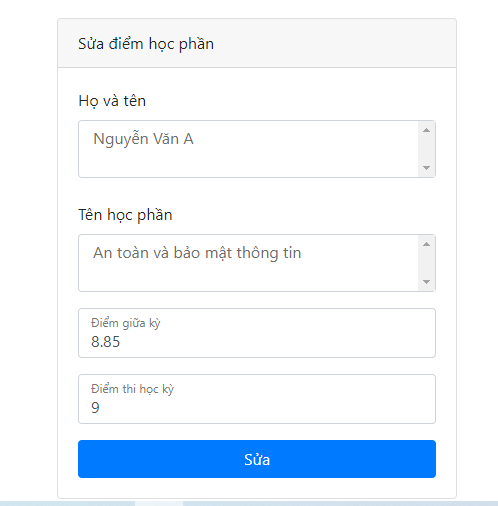 Sửa điểm học phần
Họ và tên
Nguyễn Văn A
Tên học phần
An toàn và bảo mật thông tin
Điểm giữa kỳ
8.85
Điểm thi học kỳ
9
Sửa